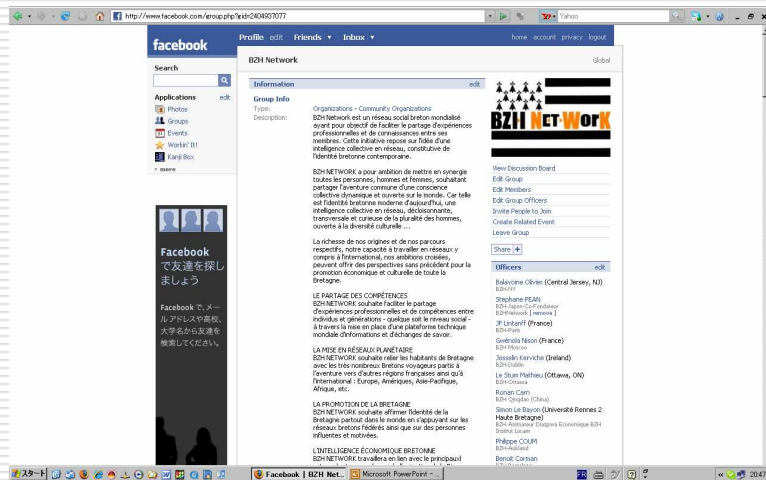 http://www.facebook.com/group.php?gid=2404937077
Yahoo
facebook
Profile edit Friends Inbox
home account privacy logout
Search
Applications edit
Photos
Groups
Events
Workin' It!
Kanji Box
more
Facebook
で友達を探し
ましょう
Facebook で、メー
ルアドレスや高校、
大学名から友達を
検索してください。
BZH Network
Global
Information edit
Group Info
Type: Organizations - Community Organizations
Description: BZH Network est un réseau social breton mondialisé
ayant pour objectif de faciliter le partage d'expériences
professionnelles et de connaissances entre ses
membres. Cette initiative repose sur l'idée d'une
intelligence collective en réseau, constitutive de
l'identité bretonne contemporaine.
BZH NETWORK a pour ambition de mettre en synergie
toutes les personnes, hommes et femmes, souhaitant
partager l'aventure commune d'une conscience
collective dynamique et ouverte sur le monde. Car telle
est l'identité bretonne moderne d'aujourd'hui, une
intelligence collective en réseau, décloisonnante,
transversale et curieuse de la pluralité des hommes,
ouverte à la diversité culturelle ...
La richesse de nos origines et de nos parcours
respectifs, notre capacité à travailler en réseaux y
compris à l'international, nos ambitions croisées,
peuvent offrir des perspectives sans précédent pour la
promotion économique et culturelle de toute la
Bretagne.
LE PARTAGE DES COMPÉTENCES
BZH NETWORK souhaite faciliter le partage
d'expériences professionnelles et de compétences entre
individus et générations - quelque soit le niveau social -
à travers la mise en place d'une plateforme technique
mondiale d'informations et d'échanges de savoir.
LA MISE EN RÉSEAUX PLANÉTAIRE
BZH NETWORK souhaite relier les habitants de Bretagne
avec les très nombreux Bretons voyageurs partis à
l'aventure vers d'autres régions françaises ainsi qu'à
l'international : Europe, Amériques, Asie-Pacifique,
Afrique, etc.
LA PROMOTION DE LA BRETAGNE
BZH NETWORK souhaite affirmer l'identité de la
Bretagne partout dans le monde en s'appuyant sur les
réseaux bretons fédérés ainsi que sur des personnes
influentes et motivées.
L'INTELLIGENCE ÉCONOMIQUE BRETONNE
BZH NETWORK travaillera en lien avec le principaux
BZH NET-WorK
View Discussion Board
Edit Group
Edit Members
Edit Group Officers
Invite People to Join
Create Related Event
Leave Group
Share +
Officers edit
Balavoine Olivier (Central Jersey, NJ)
BZH-NY
Stephane PEAN
BZH-Japon-Co-Fondateur
BZHNetwork [ remove ]
JF Lintanff (France)
BZH-Paris
Gwénola Nison (France)
BZH Moscou
Josselin Kerviche (Ireland)
BZH-Dublin
Le Stum Mathieu (Ottawa, ON)
BZH-Ottawa
Ronan Carn
BZH Qingdao (China)
Simon Le Bayon (Université Rennes 2
Haute Bretagne)
BZH Animateur Diaspora Economique BZH
Institut Locarn
Philippe COUM
BZH-Aukland
Benoit Corman
スタート
Facebook | BZH Net...
Microsoft PowerPoint - ...
FR
20:47